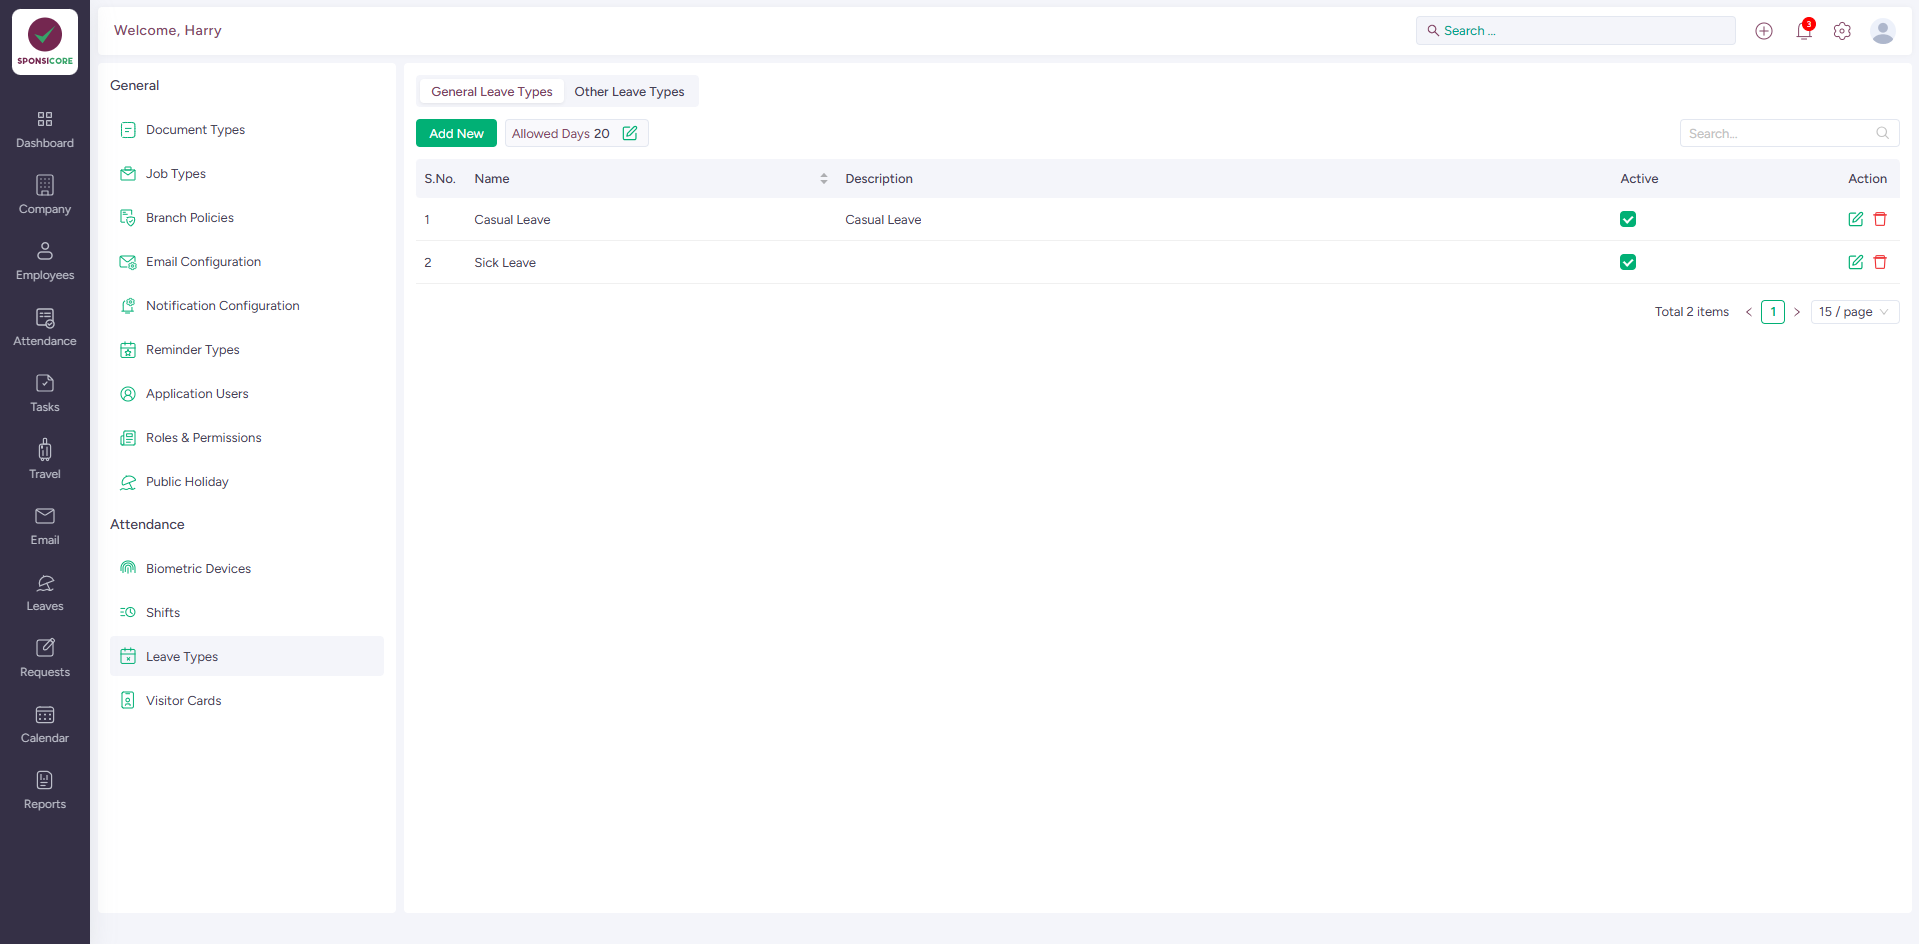 SPONSICORE
Dashboard
Company
Employees
Attendance
Tasks
Travel
Email
Leaves
Requests
Calendar
Reports
Welcome, Harry
Search ...
3
General
Document Types
Job Types
Branch Policies
Email Configuration
Notification Configuration
Reminder Types
Application Users
Roles & Permissions
Public Holiday
Attendance
Biometric Devices
Shifts
Leave Types
Visitor Cards
General Leave Types Other Leave Types
Add New Allowed Days 20 Search...
S.No. Name Description Active Action
1 Casual Leave Casual Leave
2 Sick Leave
Total 2 items < 1 > 15 / page